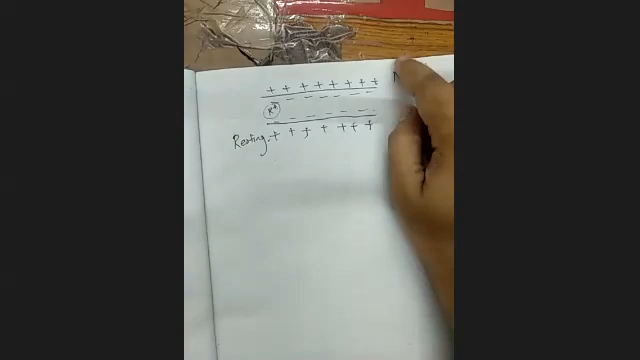 + + + + + + + +
– – – – – – –
K+
– – – – – – –
Resting + + + + + + +